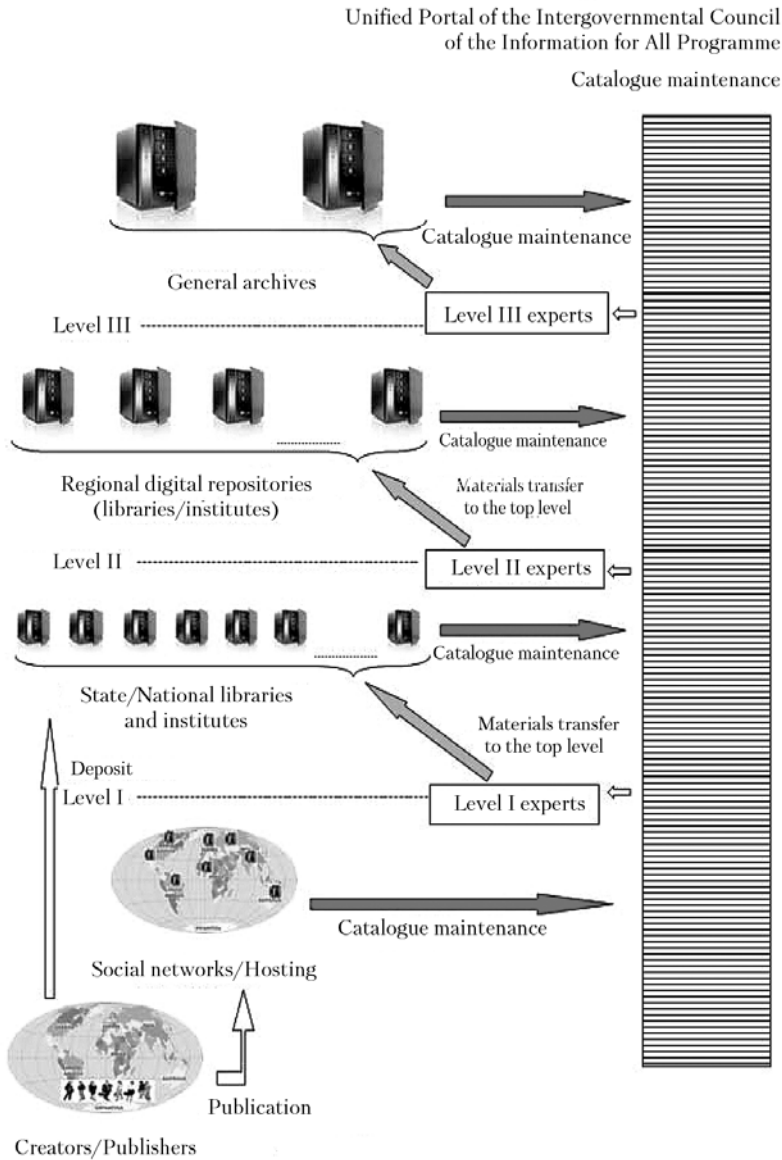 Unified Portal of the Intergovernmental Council
of the Information for All Programme
Catalogue maintenance
Catalogue maintenance
General archives
Level III
Level III experts
Catalogue maintenance
Regional digital repositories
(libraries/institutes)
Materials transfer
to the top level
Level II
Level II experts
Catalogue maintenance
State/National libraries
and institutes
Materials transfer
to the top level
Deposit
Level I
Level I experts
Catalogue maintenance
Social networks/Hosting
Publication
Creators/Publishers